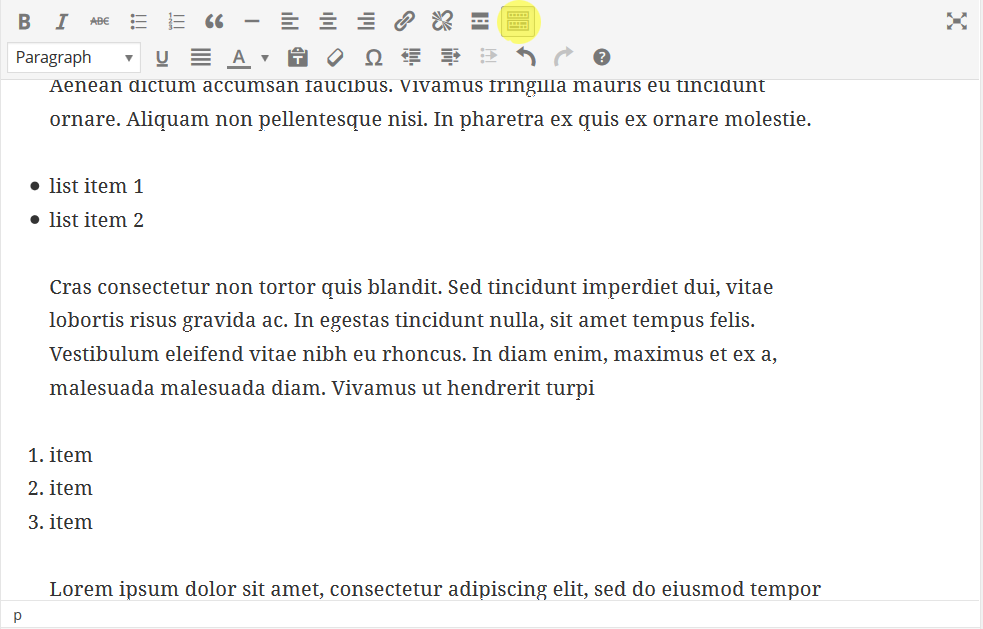 B I ABC
Paragraph U A Ω ?
Aenean dictum accumsan faucibus. Vivamus fringilla mauris eu tincidunt
ornare. Aliquam non pellentesque nisi. In pharetra ex quis ex ornare molestie.
• list item 1
• list item 2
Cras consectetur non tortor quis blandit. Sed tincidunt imperdiet dui, vitae
lobortis risus gravida ac. In egestas tincidunt nulla, sit amet tempus felis.
Vestibulum eleifend vitae nibh eu rhoncus. In diam enim, maximus et ex a,
malesuada malesuada diam. Vivamus ut hendrerit turpi
1. item
2. item
3. item
Lorem ipsum dolor sit amet, consectetur adipiscing elit, sed do eiusmod tempor
p